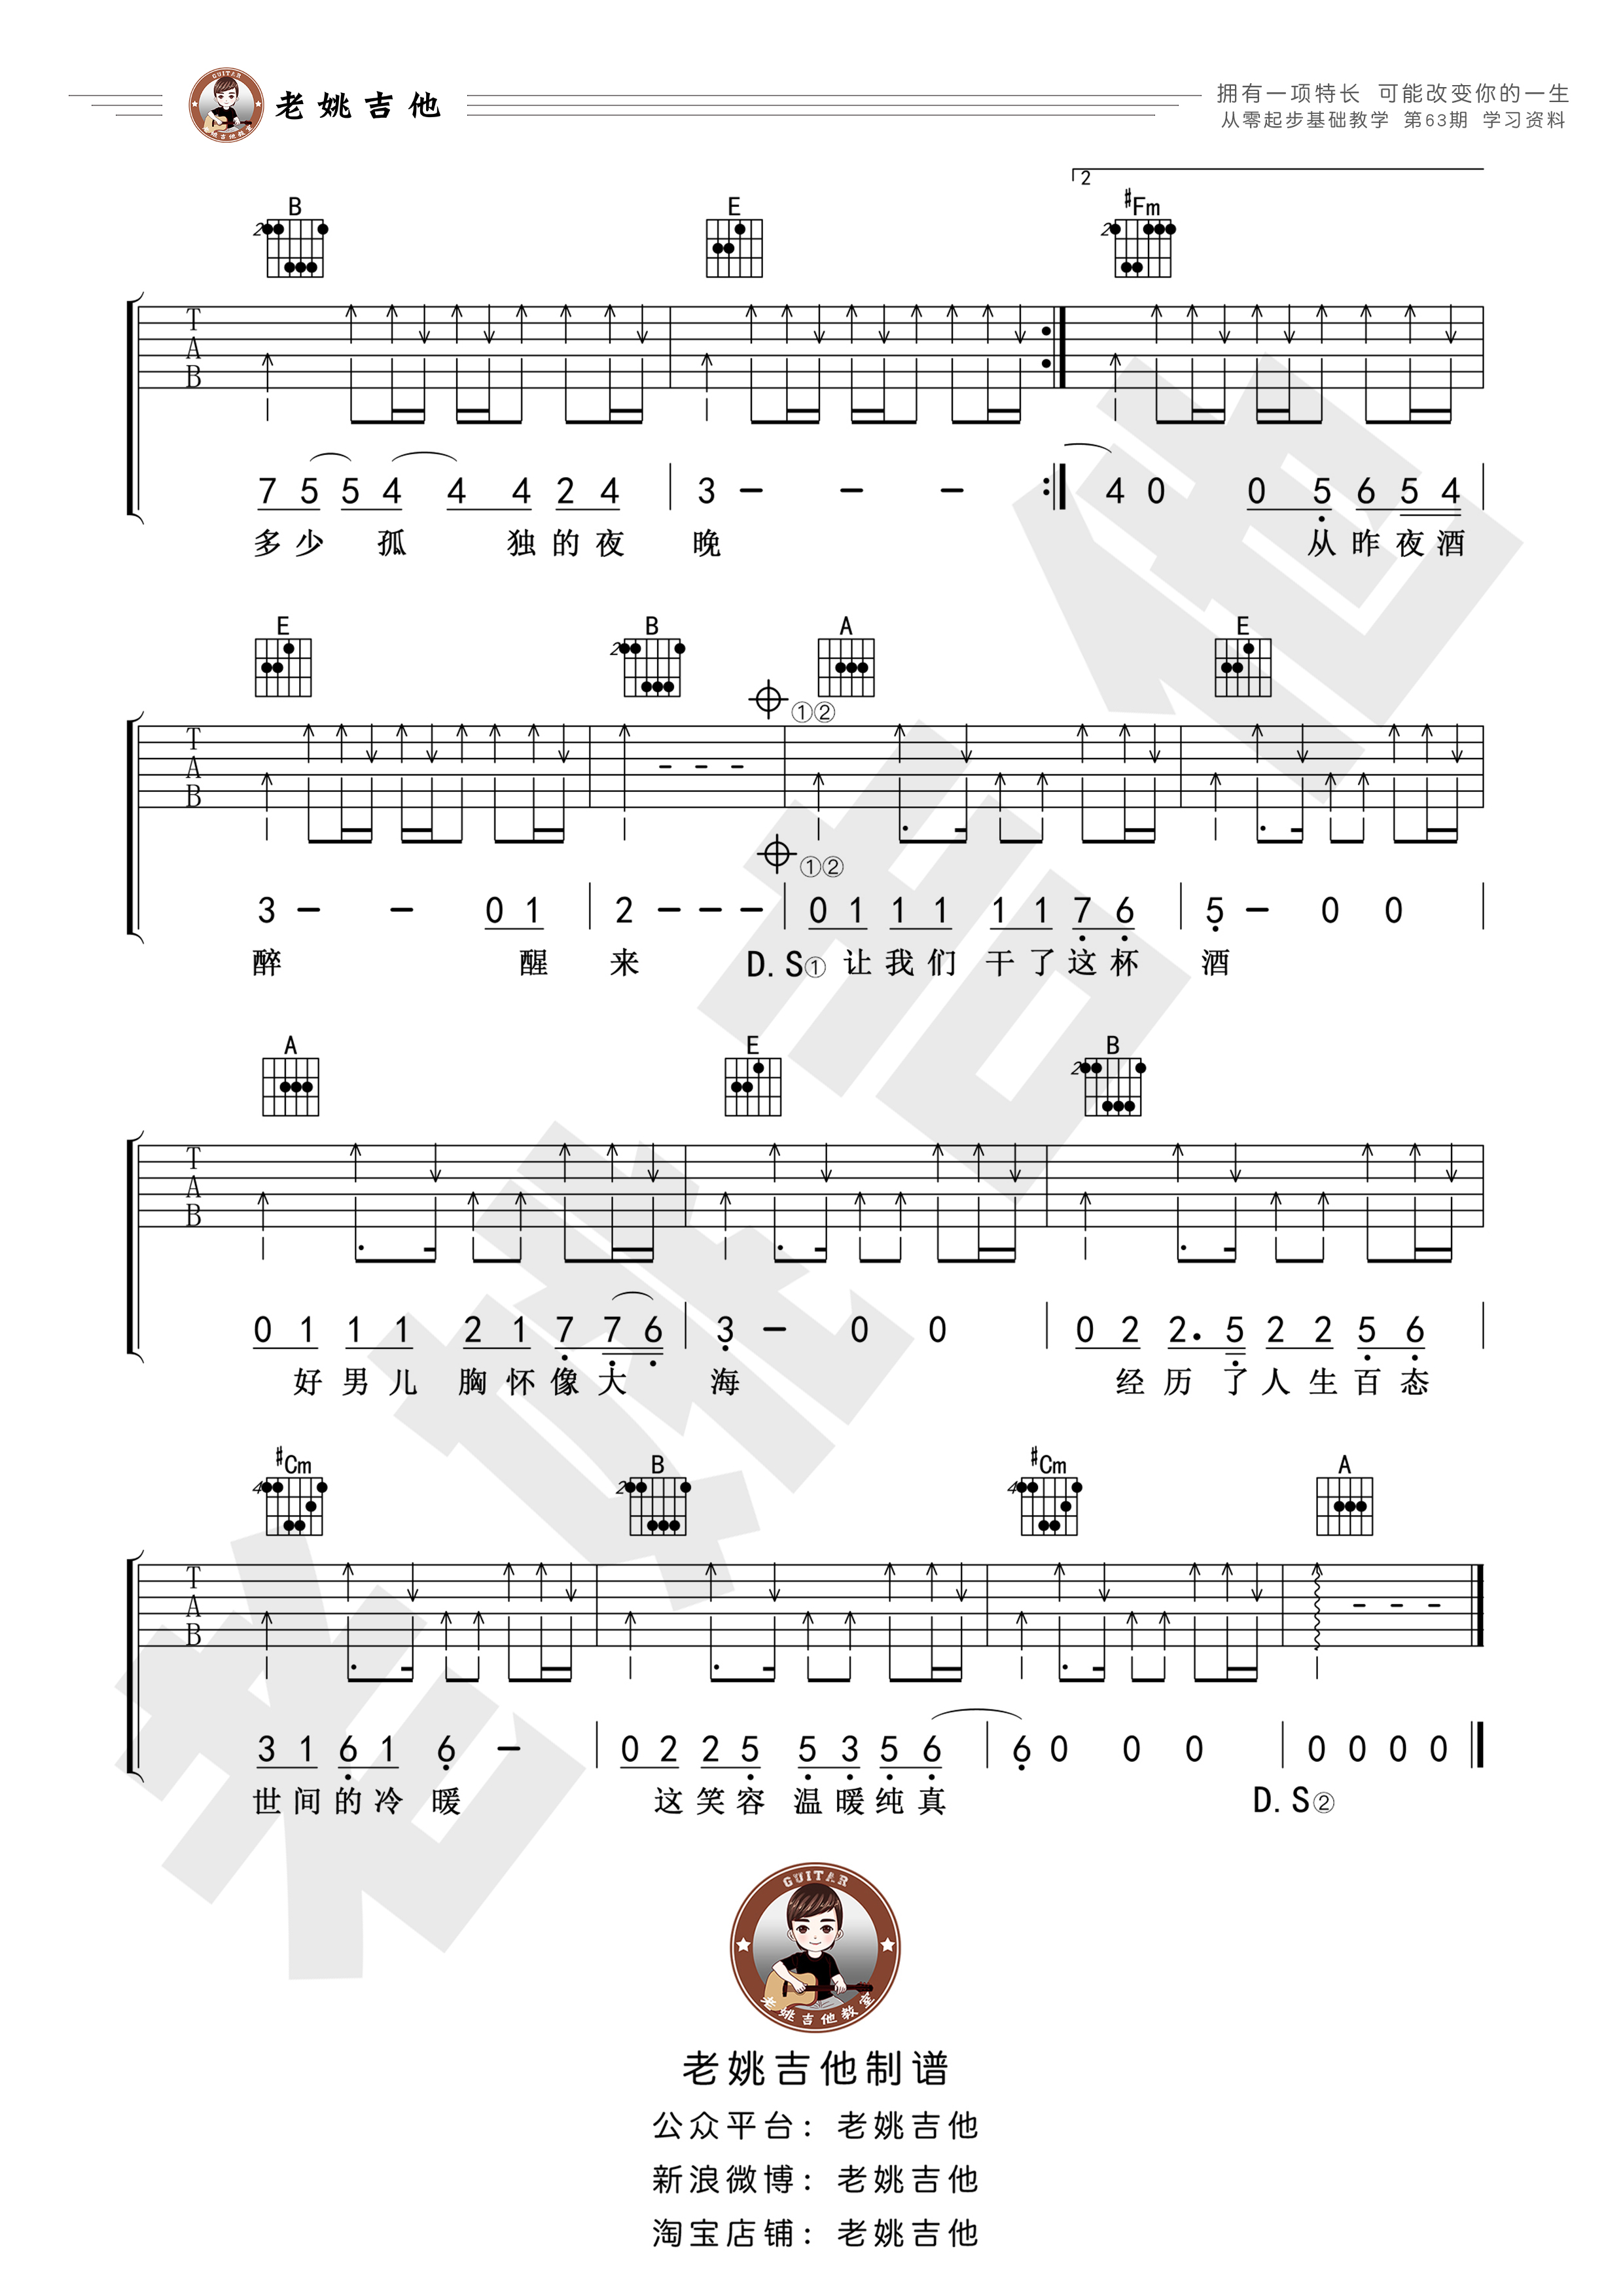 老姚吉他
拥有一项特长 可能改变你的一生
从零起步基础教学 第63期 学习资料
2
B E #Fm
2 2
T
A
B
7 5 5 4 4 4 2 4 | 3 - - - :| 4 0 0 5 6 5 4 |
多少 孤 独的夜 晚 从昨夜酒
E B A E
2
①②
T
A
B
①②
3 - - 0 1 | 2 - - - | 0 1 1 1 1 1 7 6 | 5 - 0 0 |
醉 醒 来 D.S① 让我们 干了这杯 酒
A E B
2
T
A
B
0 1 1 1 2 1 7 7 6 | 3 - 0 0 | 0 2 2. 5 2 2 5 6 |
好男儿 胸怀像大 海 经历 了人生百态
#Cm B #Cm A
4 2 4
T
A
B
3 1 6 1 6 - | 0 2 2 5 5 3 5 6 | 6 0 0 0 | 0 0 0 0 ||
世间的冷 暖 这笑容 温暖纯真 D.S②
GUITAR
老姚吉他教室
老姚吉他制谱
公众平台：老姚吉他
新浪微博：老姚吉他
淘宝店铺：老姚吉他